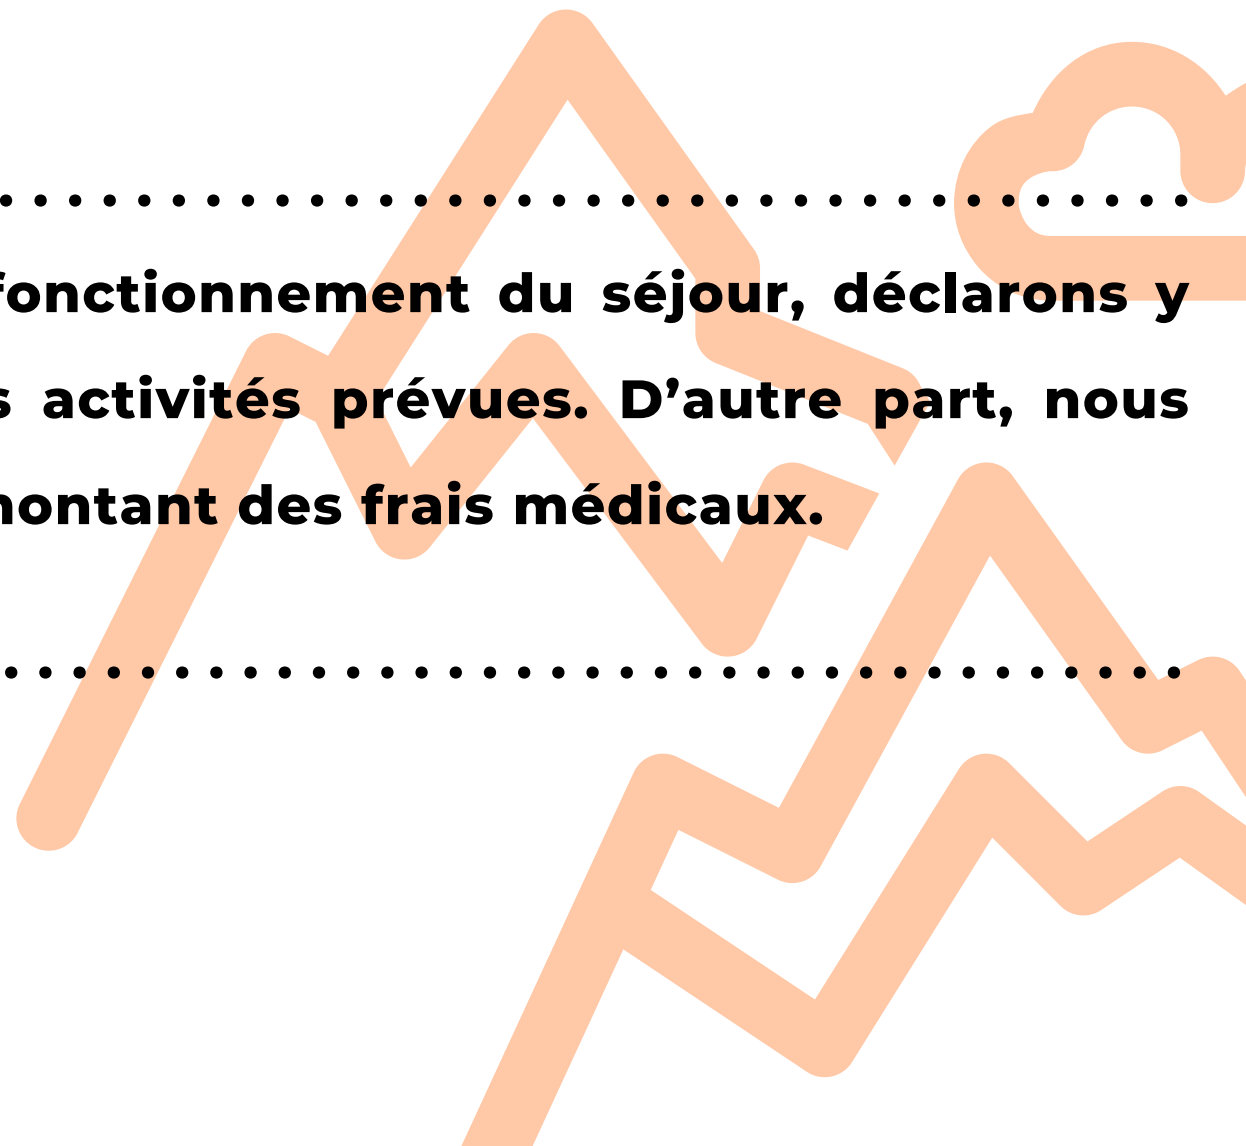 fonctionnement du séjour, déclarons y
activités prévues. D’autre part, nous
des frais médicaux.